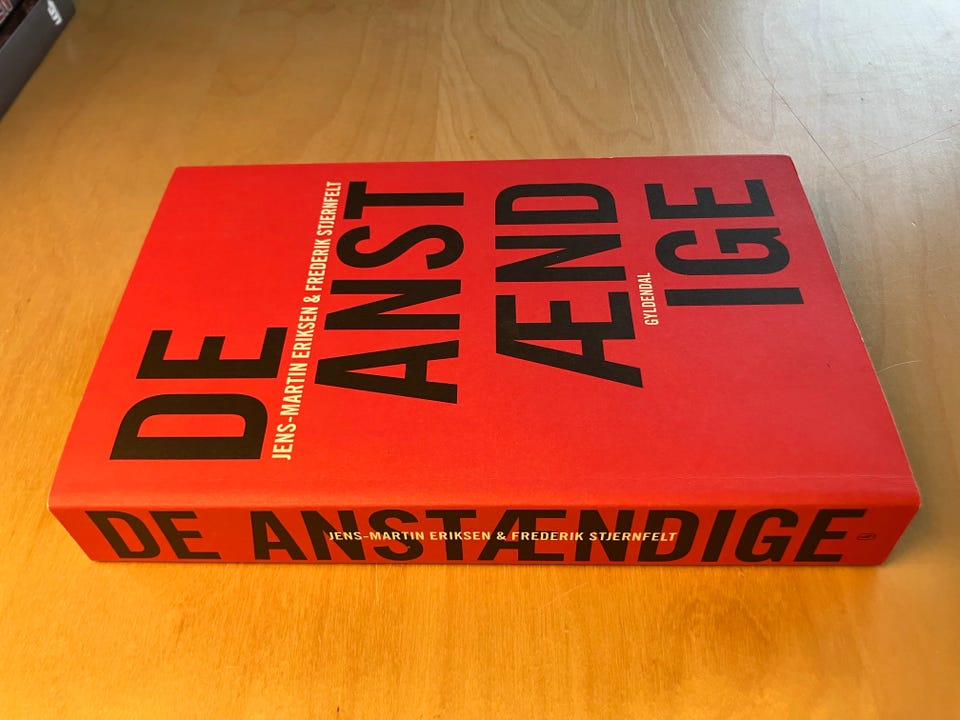 DE
JENS-MARTIN ERIKSEN & FREDERIK STJERNFELT
ANST
ÆND
GYLDENDAL
IGE
DE ANSTÆNDIGE
JENS-MARTIN ERIKSEN & FREDERIK STJERNFELT